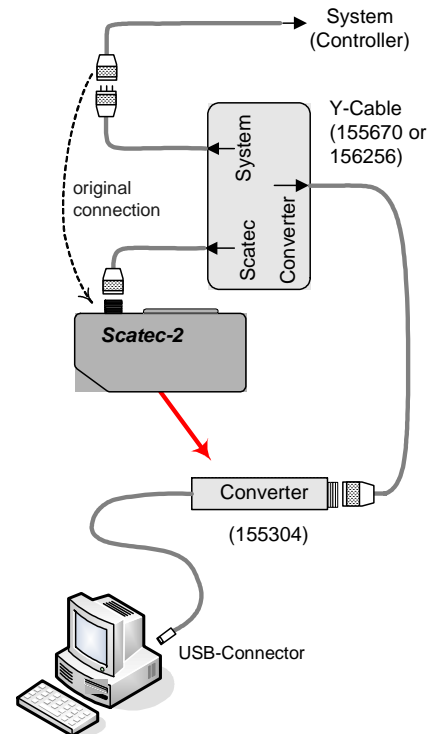 System
(Controller)
Y-Cable
(155670 or
156256)
System
Scatec
Converter
original
connection
Scatec-2
Converter
(155304)
USB-Connector